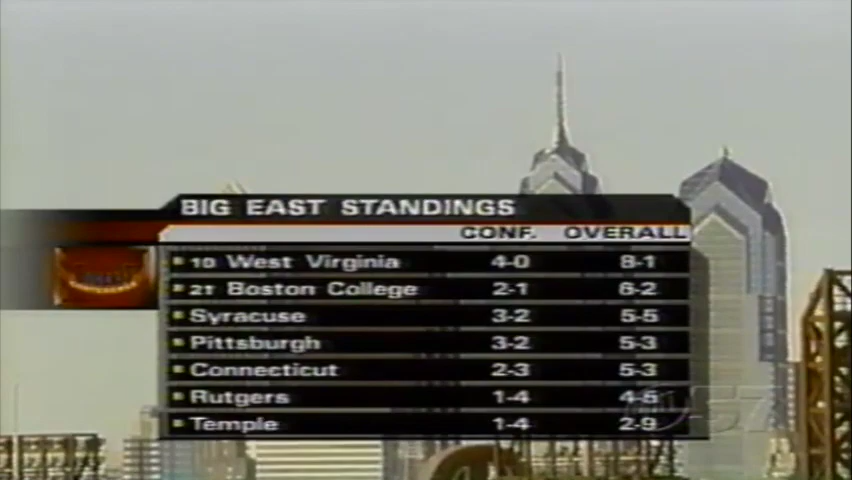 BIG EAST STANDINGS
CONF. OVERALL
10 West Virginia 4-0 8-1
21 Boston College 2-1 6-2
Syracuse 3-2 5-5
Pittsburgh 3-2 5-3
Connecticut 2-3 5-3
Rutgers 1-4 4-5
Temple 1-4 2-9
57